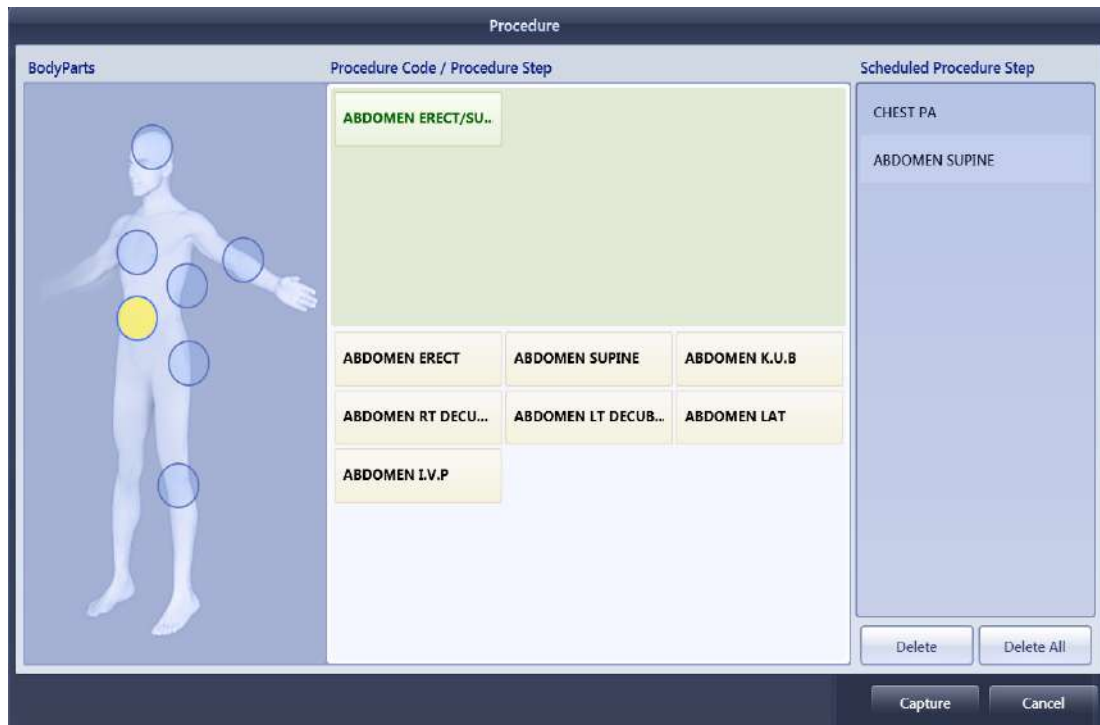 Procedure
BodyParts
Procedure Code / Procedure Step
Scheduled Procedure Step
ABDOMEN ERECT/SU..
CHEST PA
ABDOMEN SUPINE
ABDOMEN ERECT
ABDOMEN SUPINE
ABDOMEN K.U.B
ABDOMEN RT DECU...
ABDOMEN LT DECUB...
ABDOMEN LAT
ABDOMEN I.V.P
Delete
Delete All
Capture
Cancel